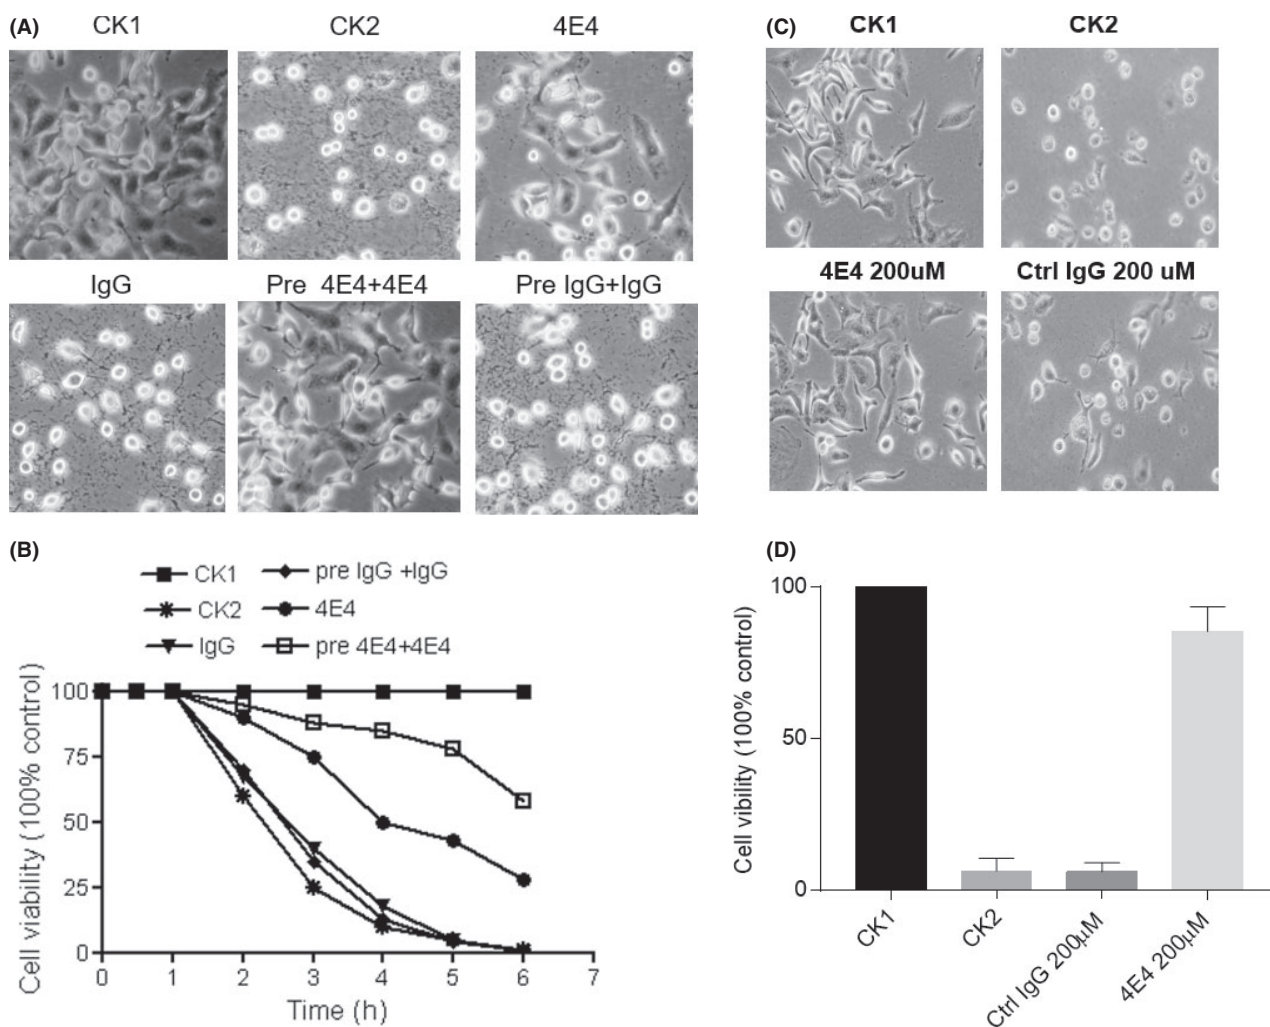 (A)
CK1
CK2
4E4
IgG
Pre 4E4+4E4
Pre IgG+IgG
(B)
CK1
pre IgG +IgG
CK2
4E4
IgG
pre 4E4+4E4
Cell viability (100% control)
100
75
50
25
0
0
1
2
3
4
5
6
7
Time (h)
(C)
CK1
CK2
4E4 200uM
Ctrl IgG 200 uM
(D)
Cell vibility (100% control)
100
50
0
CK1
CK2
Ctrl IgG 200μM
4E4 200μM